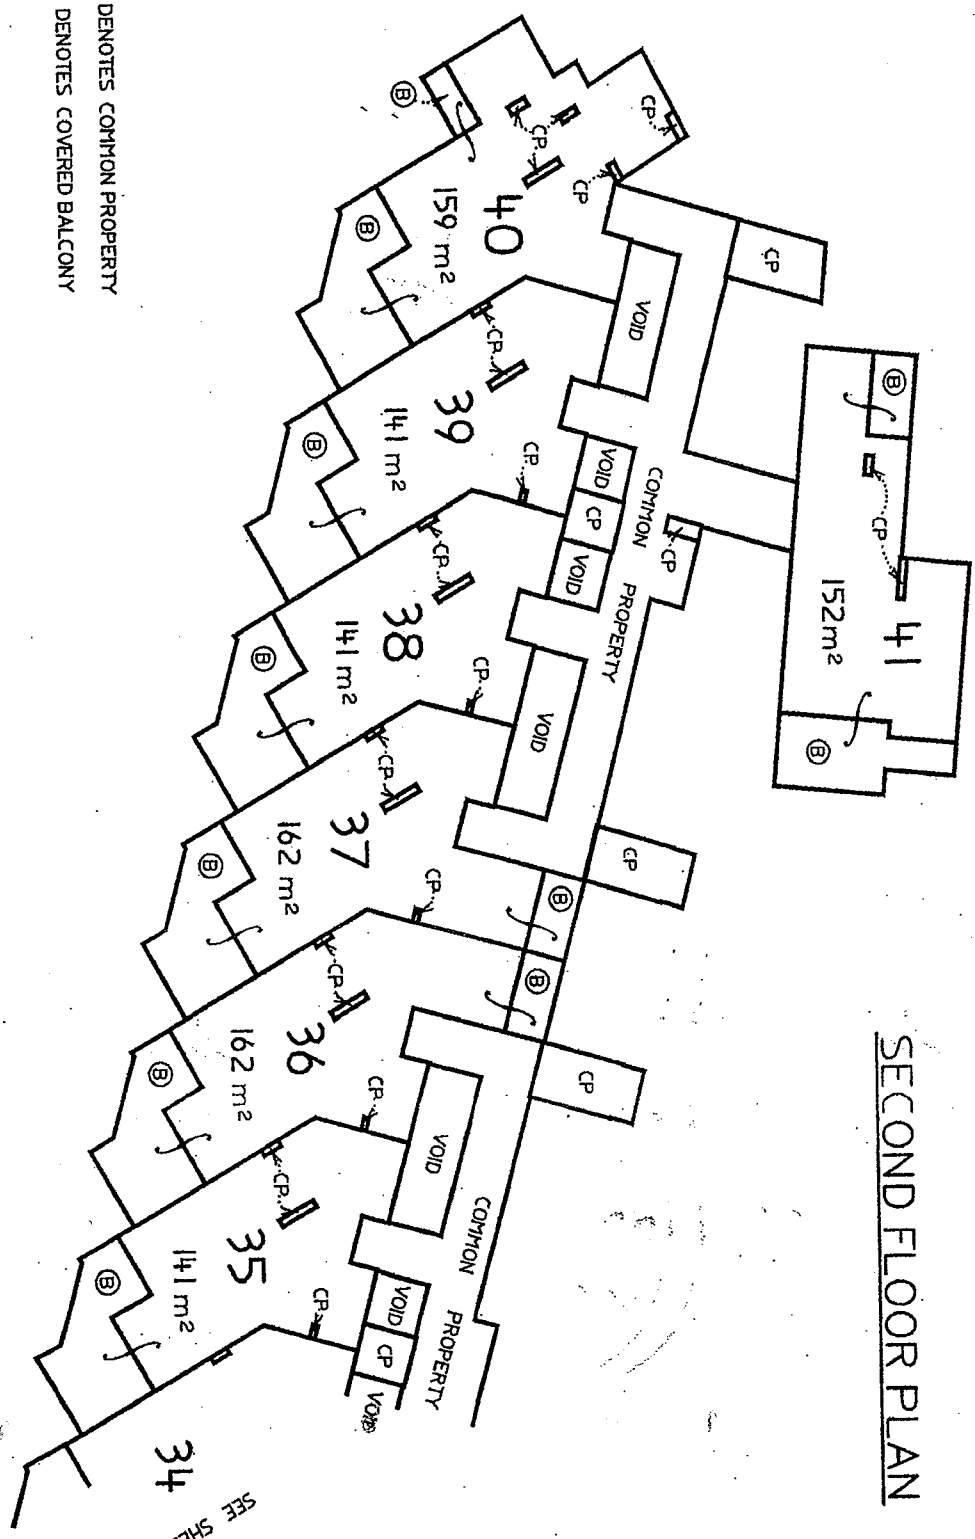 SECOND FLOOR PLAN
41
152m²
B
CP
B
CP
CP
CP
CP
CP
CP
CP
COMMON PROPERTY
COMMON PROPERTY
VOID
VOID
CP
VOID
VOID
VOID
VOID
CP
VOID
B
B
40
159 m²
CP
B
B
39
141 m²
CP
CP
B
38
141 m²
CP
CP
B
37
162 m²
CP
CP
B
36
162 m²
CP
CP
B
35
141 m²
CP
CP
B
34
SEE
DENOTES COMMON PROPERTY
DENOTES COVERED BALCONY